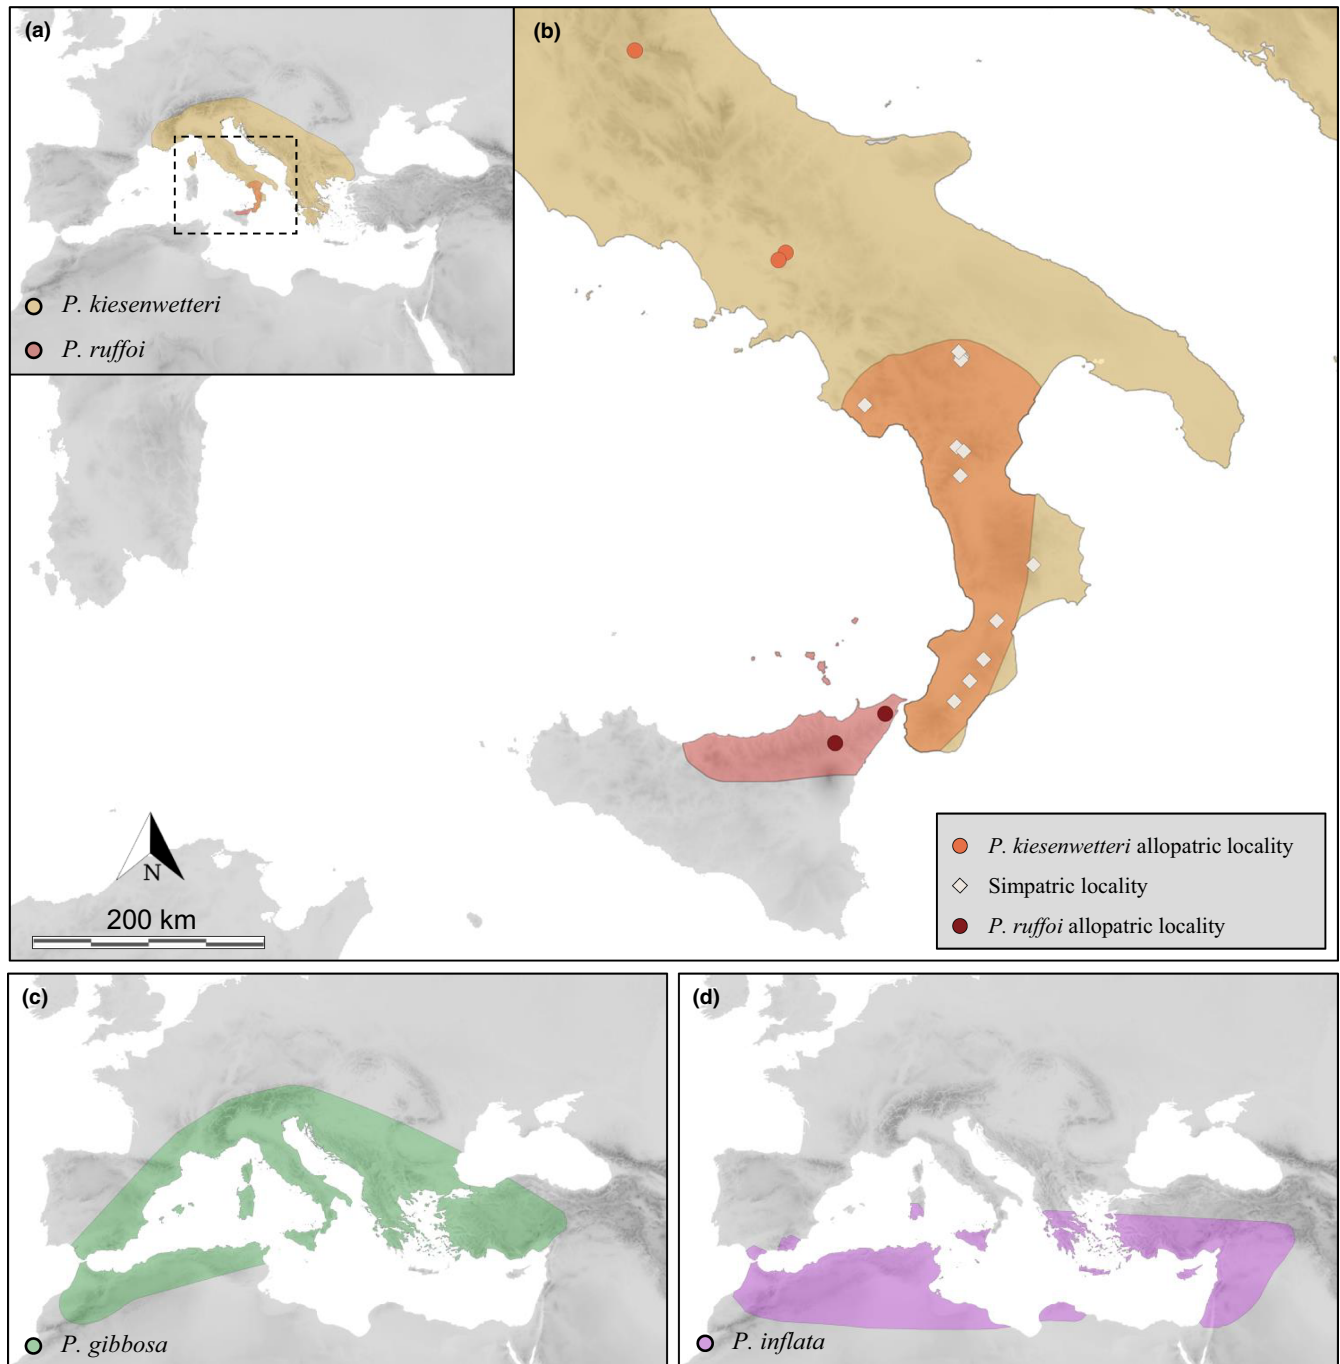 (a)
P. kiesenwetteri
P. ruffoi
(b)
N
200 km
P. kiesenwetteri allopatric locality
Simpatric locality
P. ruffoi allopatric locality
(c)
P. gibbosa
(d)
P. inflata